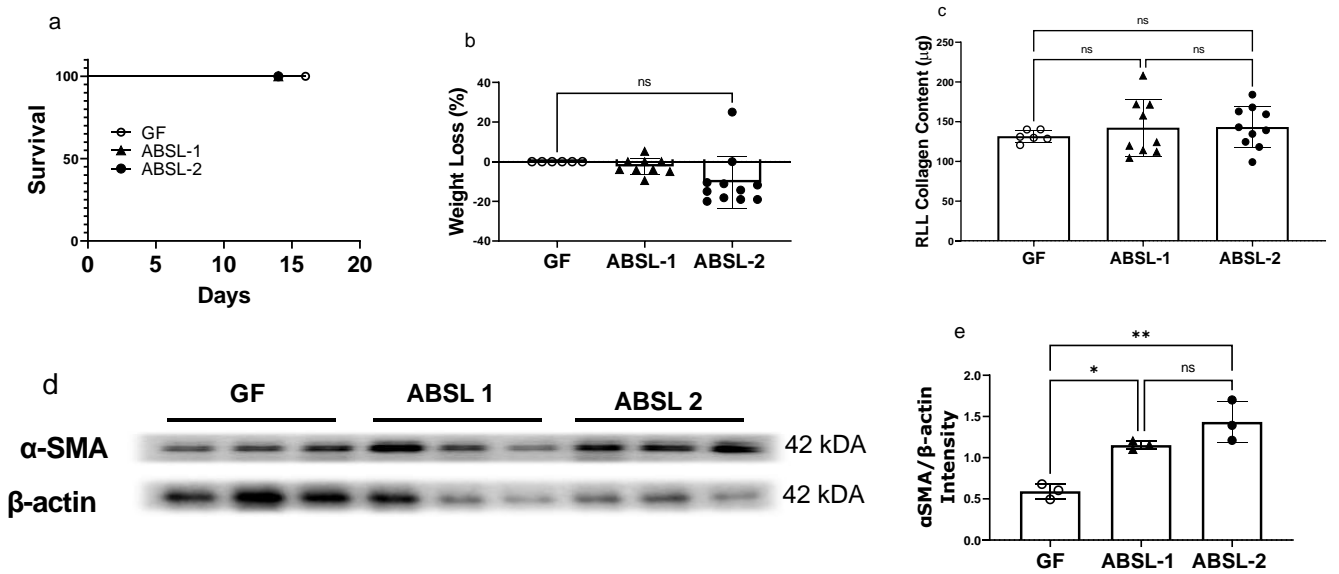 a
Survival
100
50
0
GF
ABSL-1
ABSL-2
0 5 10 15 20
Days
b
ns
Weight Loss (%)
40
20
0
-20
-40
GF ABSL-1 ABSL-2
c
ns
ns ns
RLL Collagen Content (μg)
250
200
150
100
50
0
GF ABSL-1 ABSL-2
d
GF ABSL 1 ABSL 2
α-SMA 42 kDA
β-actin 42 kDA
e
**
* ns
αSMA/β-actin
Intensity
2.0
1.5
1.0
0.5
0.0
GF ABSL-1 ABSL-2